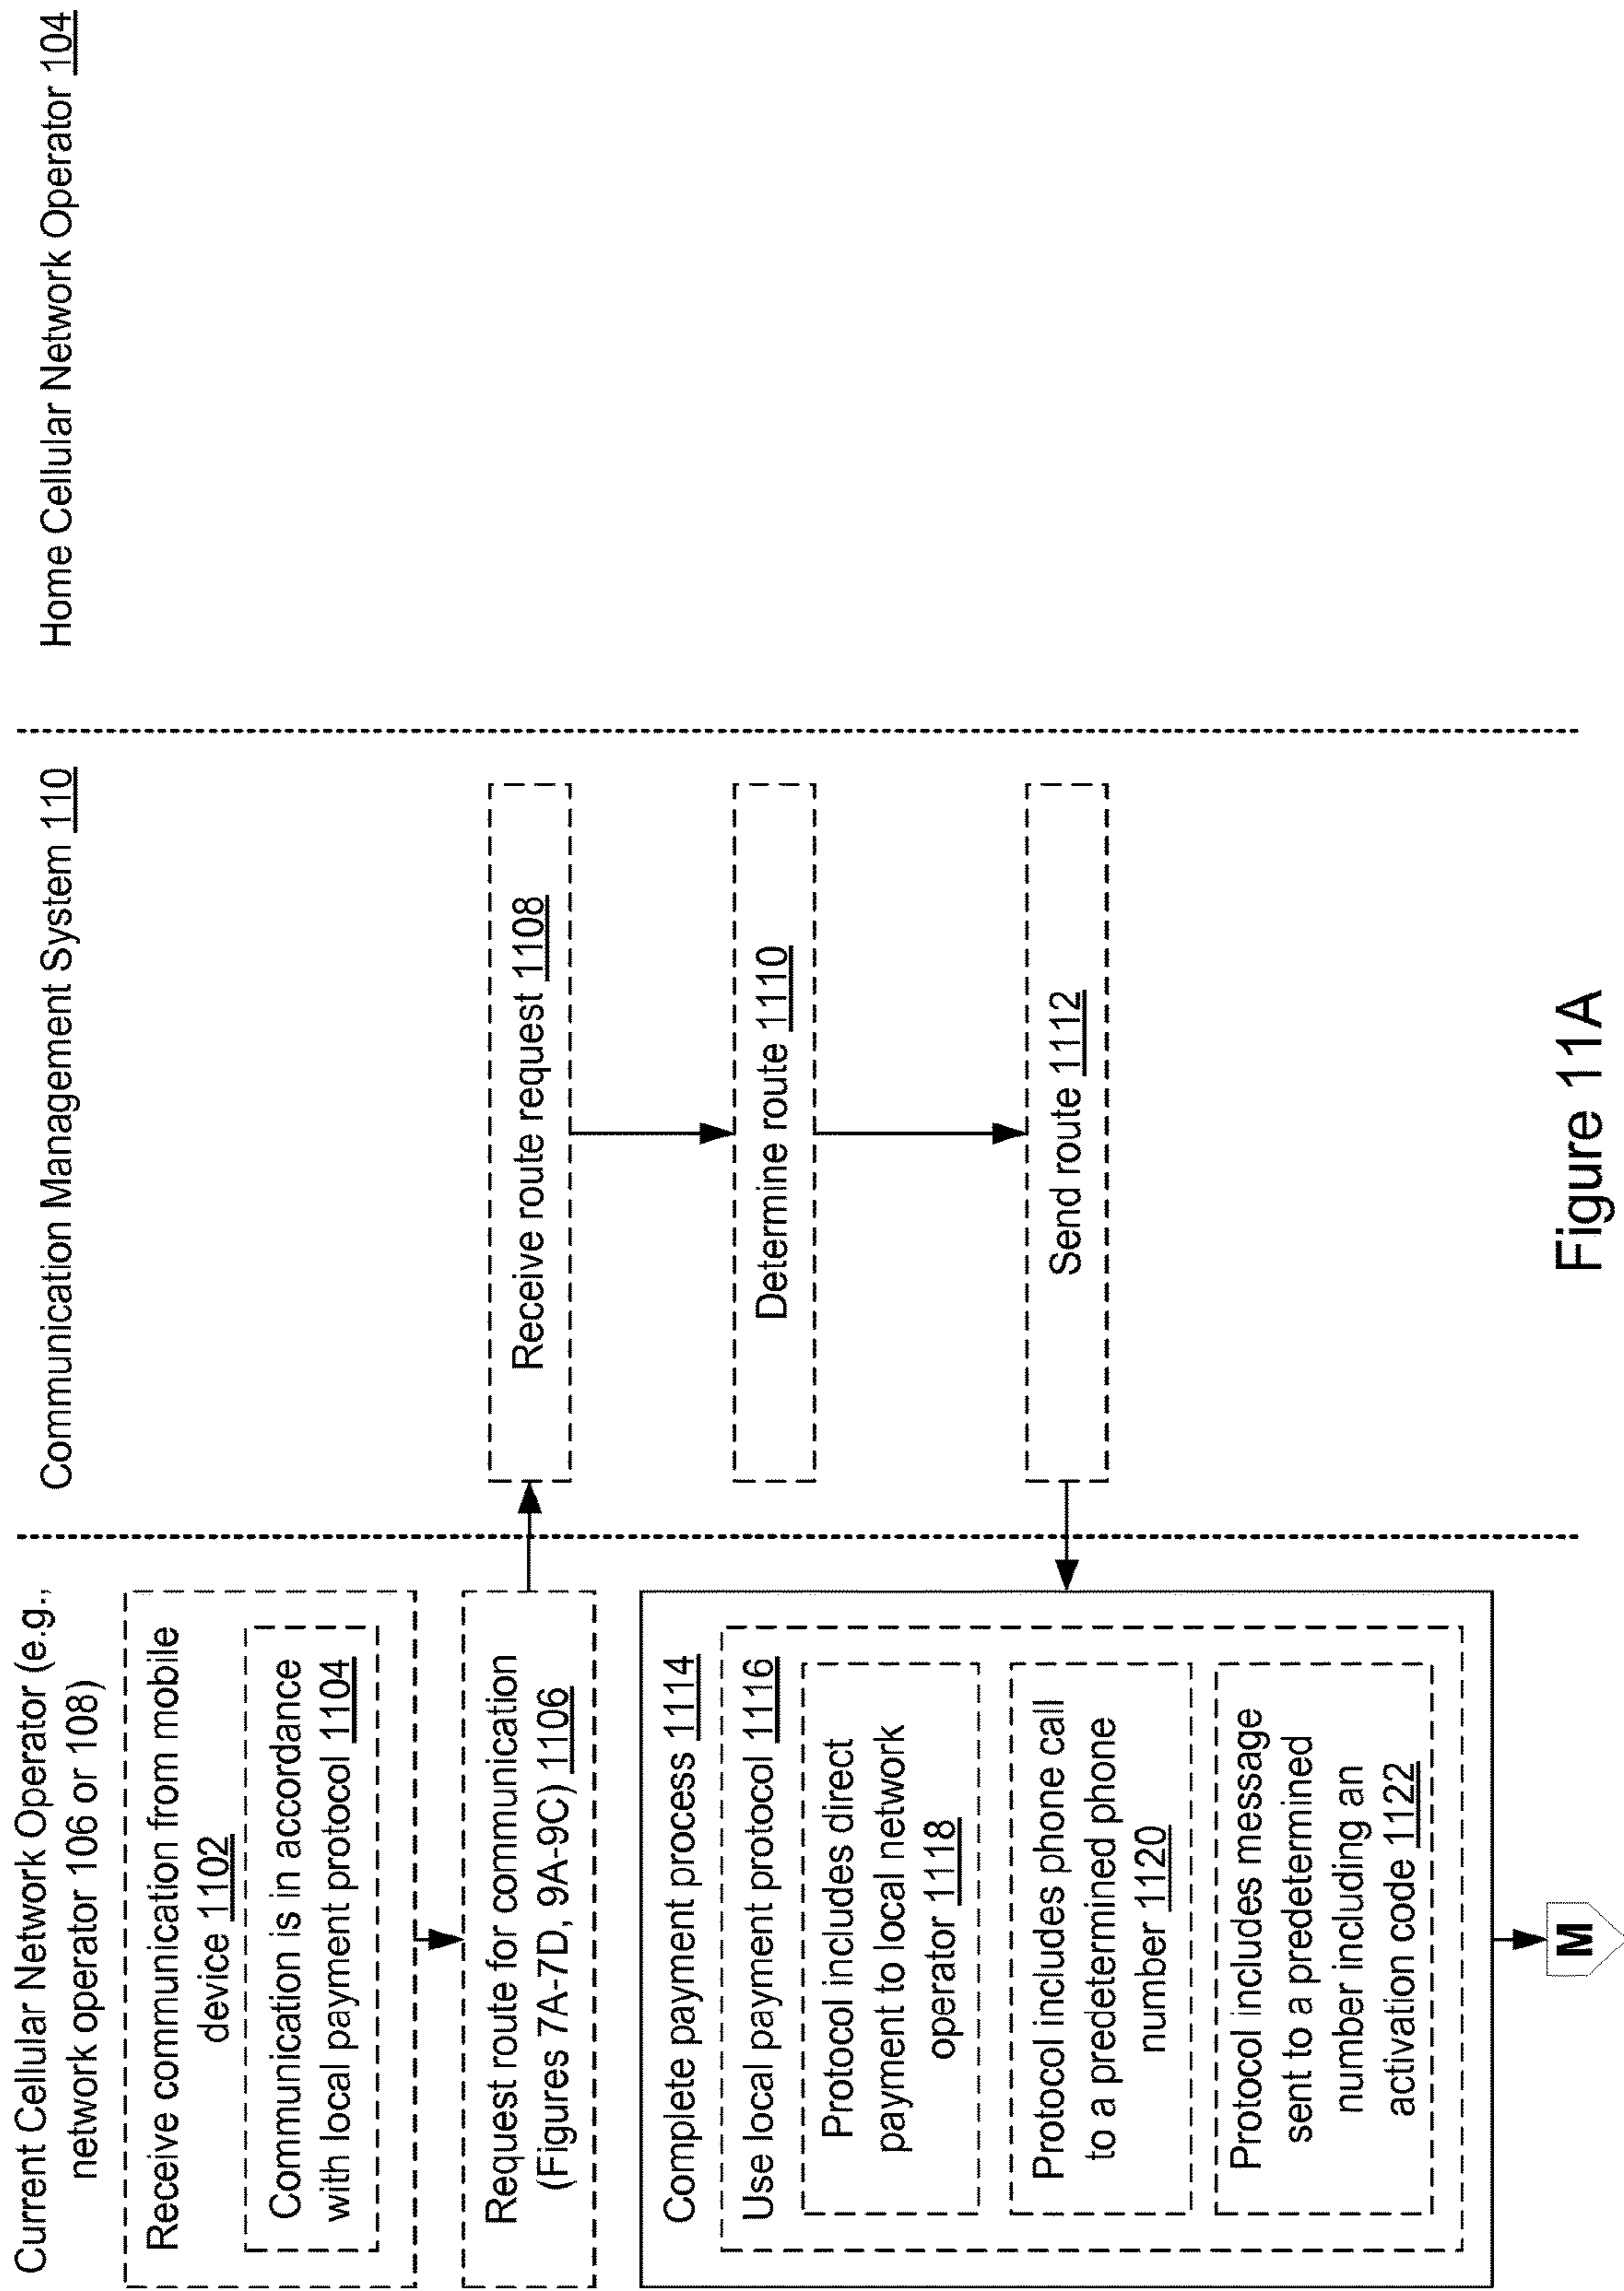 Current Cellular Network Operator (e.g.,
network operator 106 or 108)
Communication Management System 110
Home Cellular Network Operator 104
Receive communication from mobile
device 1102
Communication is in accordance
with local payment protocol 1104
Request route for communication
(Figures 7A-7D, 9A-9C) 1106
Receive route request 1108
Determine route 1110
Send route 1112
Complete payment process 1114
Use local payment protocol 1116
Protocol includes direct
payment to local network
operator 1118
Protocol includes phone call
to a predetermined phone
number 1120
Protocol includes message
sent to a predetermined
number including an
activation code 1122
M
Figure 11A